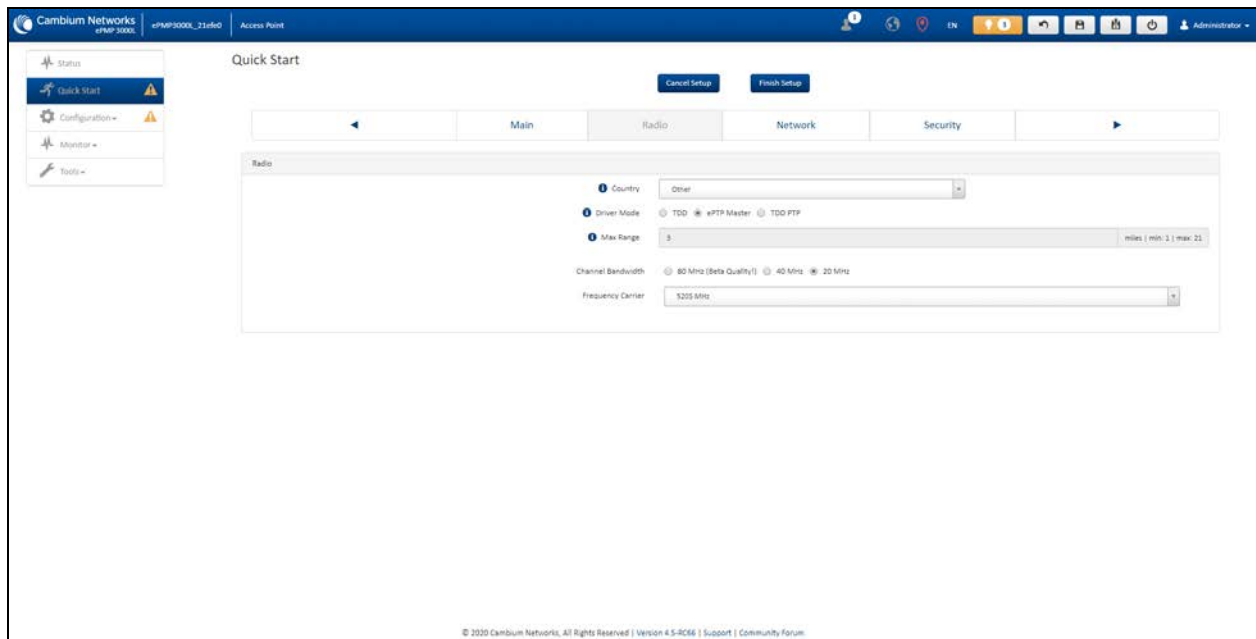 Cambium Networks
ePMP 3000L
ePMP3000L_21efe0
Access Point
1
EN
1
Administrator
Status
Quick Start
Configuration
Monitor
Tools
Quick Start
Cancel Setup
Finish Setup
Main
Radio
Network
Security
Radio
Country
Other
Driver Mode
TDD
ePTP Master
TDD PTP
Max Range
3
miles | min: 1 | max: 21
Channel Bandwidth
80 MHz (Beta Quality!)
40 MHz
20 MHz
Frequency Carrier
5205 MHz
© 2020 Cambium Networks, All Rights Reserved | Version 4.5-RC66 | Support | Community Forum